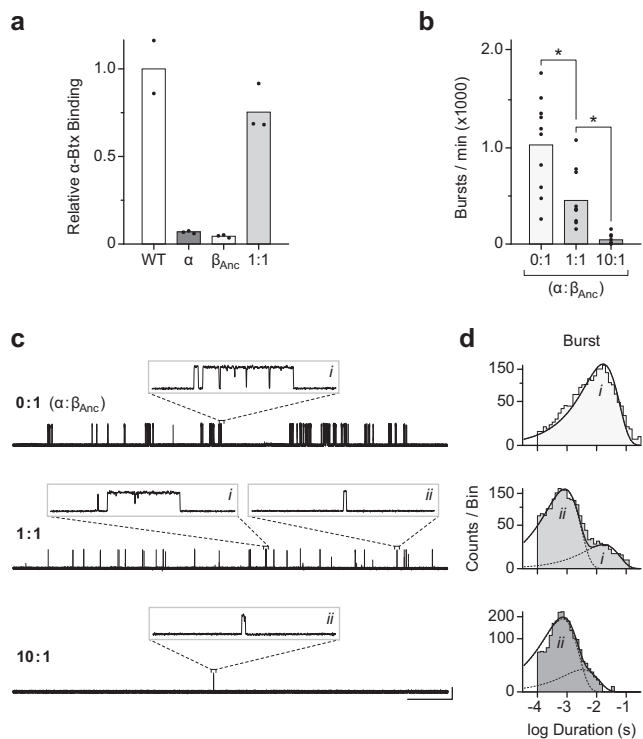 a
Relative α-Btx Binding
1.0
0.5
0
WT
α
βAnc
1:1
b
Bursts / min (x1000)
2.0
1.0
0
*
*
0:1
1:1
10:1
(α:βAnc)
c
0:1 (α:βAnc)
i
1:1
i
ii
10:1
ii
d
Burst
Counts / Bin
150
50
0
i
150
50
0
ii
i
200
100
0
ii
-4 -3 -2 -1
log Duration (s)